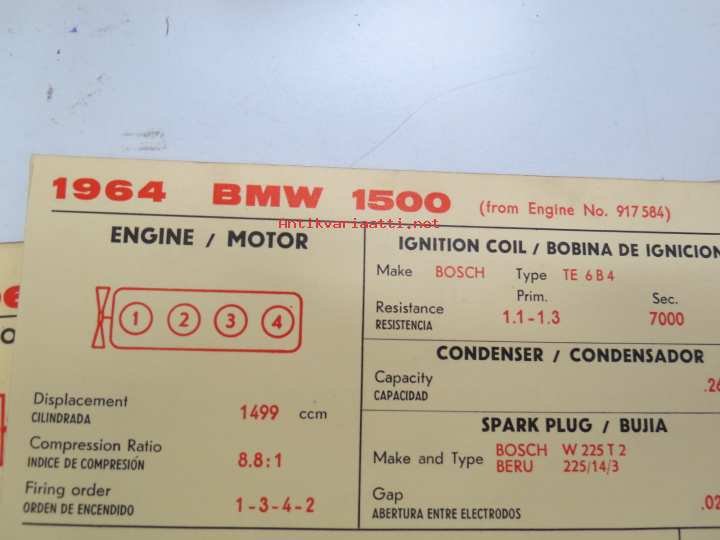 1964 BMW 1500 (from Engine No. 917 584)
Antikvariaatti.net
ENGINE / MOTOR
1 2 3 4
Displacement 1499 ccm
CILINDRADA
Compression Ratio 8.8:1
INDICE DE COMPRESIÓN
Firing order 1-3-4-2
ORDEN DE ENCENDIDO
IGNITION COIL / BOBINA DE IGNICION
Make BOSCH Type TE 6 B 4
Prim. Sec.
Resistance 1.1-1.3 7000
RESISTENCIA
CONDENSER / CONDENSADOR
Capacity
CAPACIDAD
SPARK PLUG / BUJIA
Make and Type BOSCH W 225 T 2
BERU 225/14/3
Gap
ABERTURA ENTRE ELECTRODOS